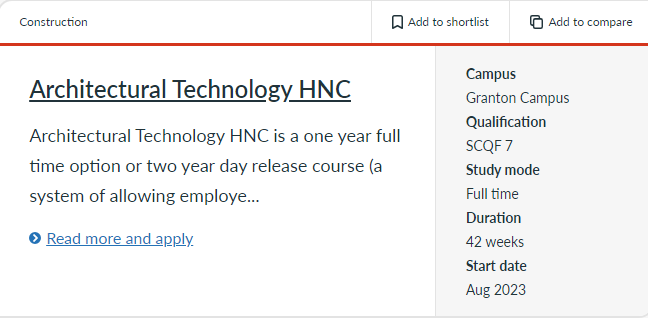 Construction
Add to shortlist
Add to compare
Architectural Technology HNC
Architectural Technology HNC is a one year full
time option or two year day release course (a
system of allowing employe...
Read more and apply
Campus
Granton Campus
Qualification
SCQF 7
Study mode
Full time
Duration
42 weeks
Start date
Aug 2023